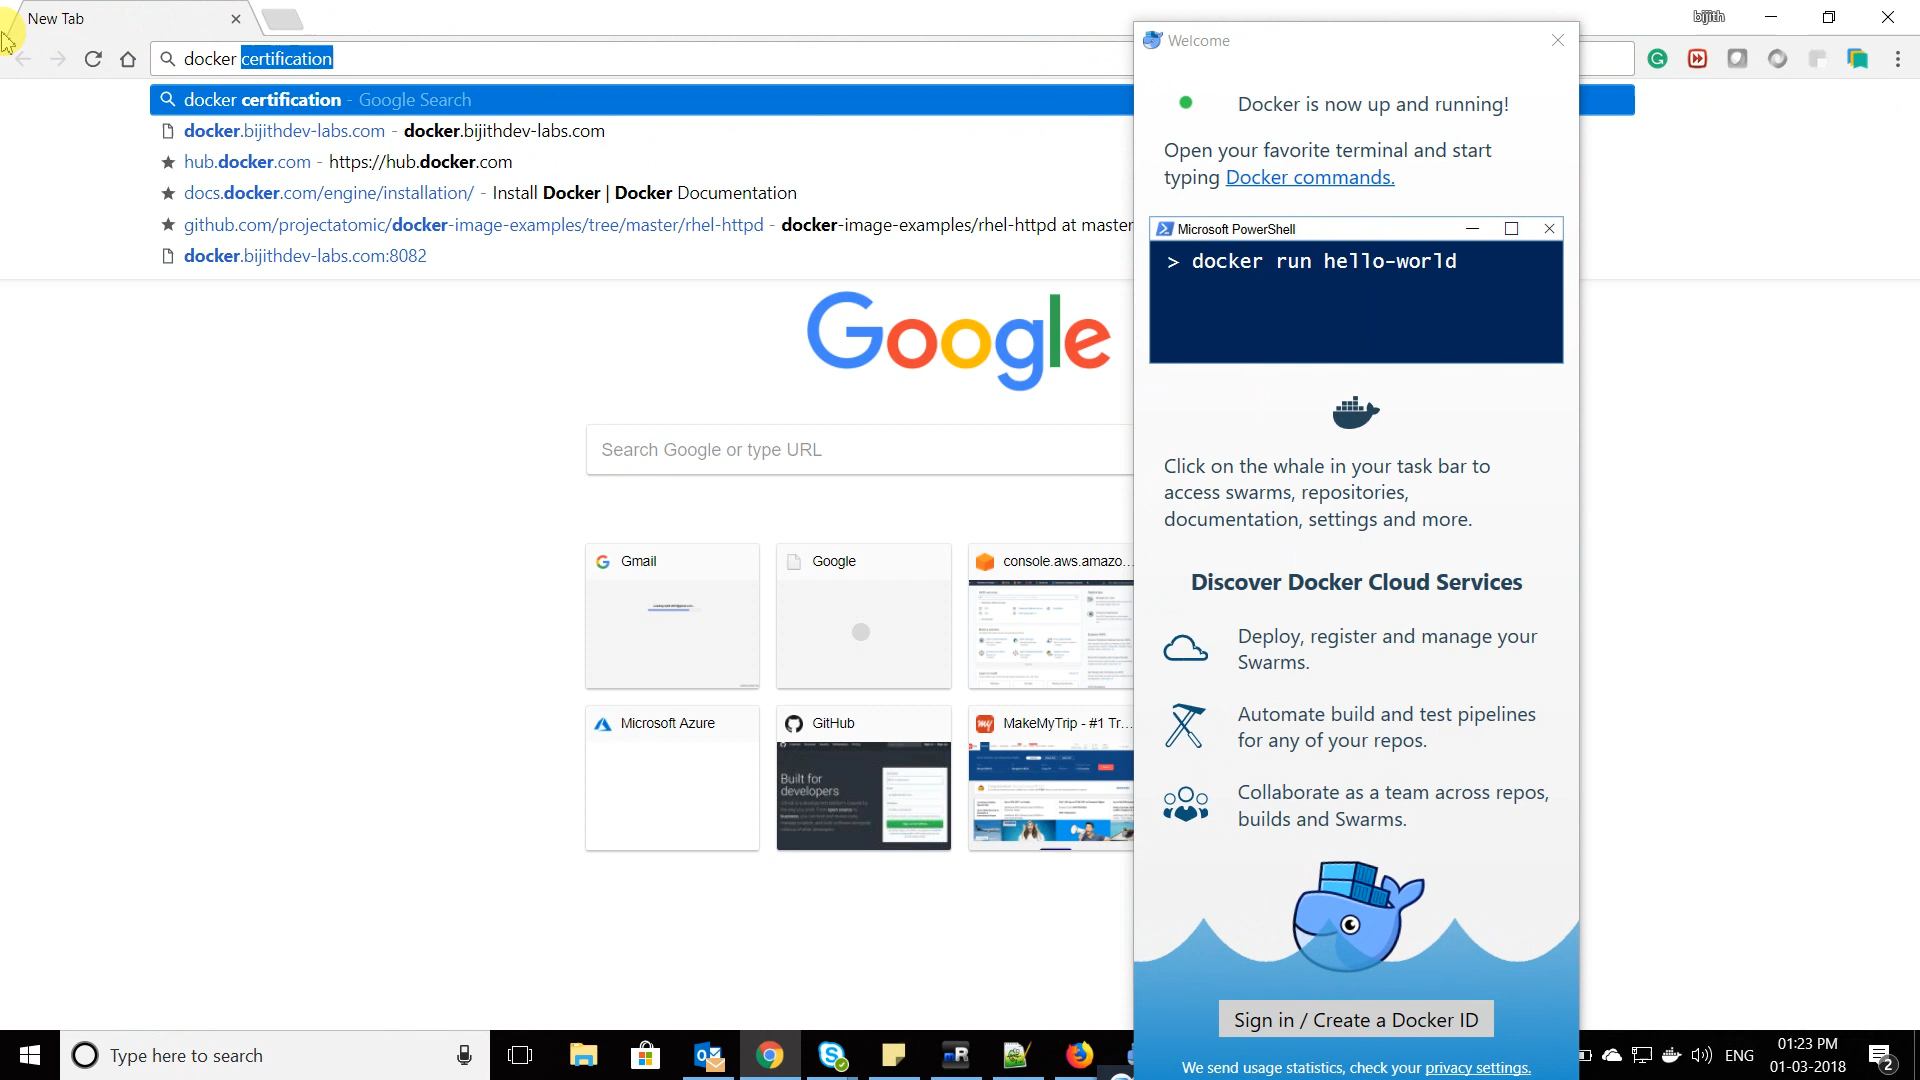 New Tab
bijith
docker certification
docker certification - Google Search
docker.bijithdev-labs.com - docker.bijithdev-labs.com
hub.docker.com - https://hub.docker.com
docs.docker.com/engine/installation/ - Install Docker | Docker Documentation
github.com/projectatomic/docker-image-examples/tree/master/rhel-httpd - docker-image-examples/rhel-httpd at master
docker.bijithdev-labs.com:8082
Google
Search Google or type URL
Gmail
Google
console.aws.amazo...
Microsoft Azure
GitHub
MakeMyTrip - #1 Tr...
Built for
developers
Welcome
Docker is now up and running!
Open your favorite terminal and start
typing Docker commands.
Microsoft PowerShell
> docker run hello-world
Click on the whale in your task bar to
access swarms, repositories,
documentation, settings and more.
Discover Docker Cloud Services
Deploy, register and manage your
Swarms.
Automate build and test pipelines
for any of your repos.
Collaborate as a team across repos,
builds and Swarms.
Sign in / Create a Docker ID
We send usage statistics, check your privacy settings.
Type here to search
ENG
01:23 PM
01-03-2018
2